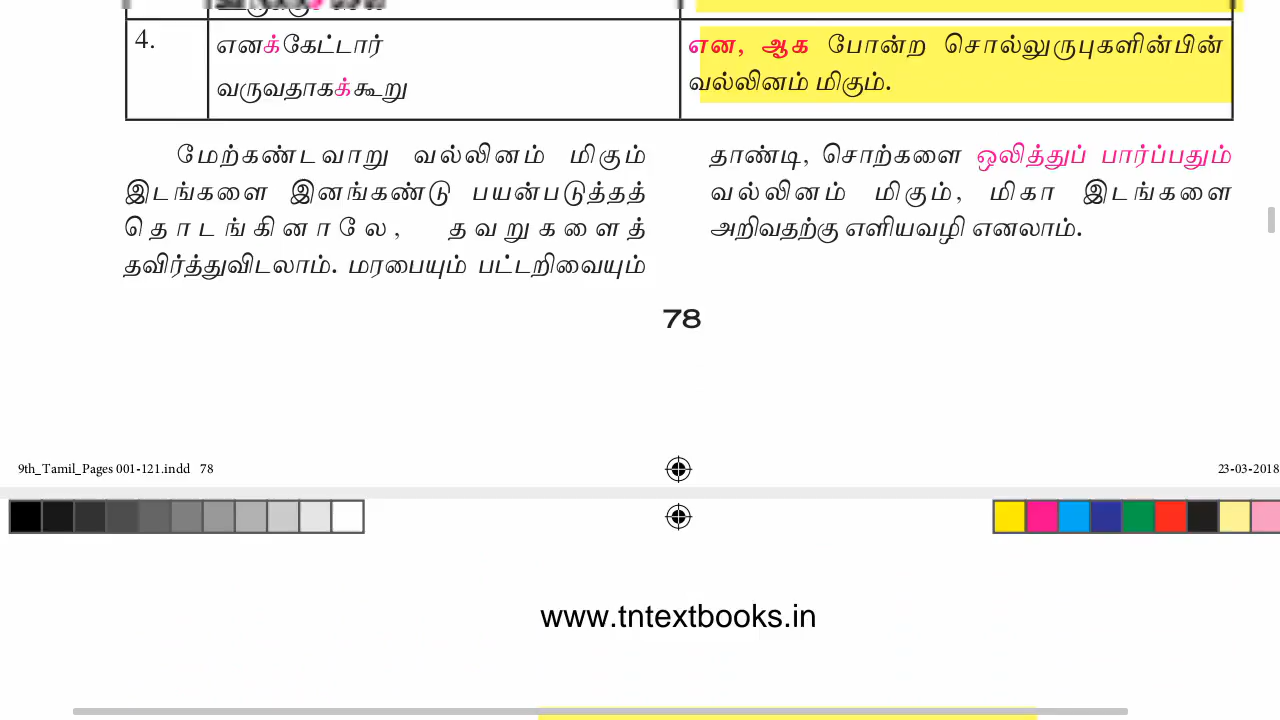 4.
எனக்கேட்டார்
வருவதாகக்கூறு
என, ஆக போன்ற சொல்லுருபுகளின்பின்
வல்லினம் மிகும்.
மேற்கண்டவாறு வல்லினம் மிகும்
இடங்களை இனங்கண்டு பயன்படுத்தத்
தொடங்கினாலே, தவறுகளைத்
தவிர்த்துவிடலாம். மரபையும் பட்டறிவையும்
தாண்டி, சொற்களை ஒலித்துப் பார்ப்பதும்
வல்லினம் மிகும், மிகா இடங்களை
அறிவதற்கு எளியவழி எனலாம்.
78
9th_Tamil_Pages 001-121.indd 78
23-03-2018
www.tntextbooks.in